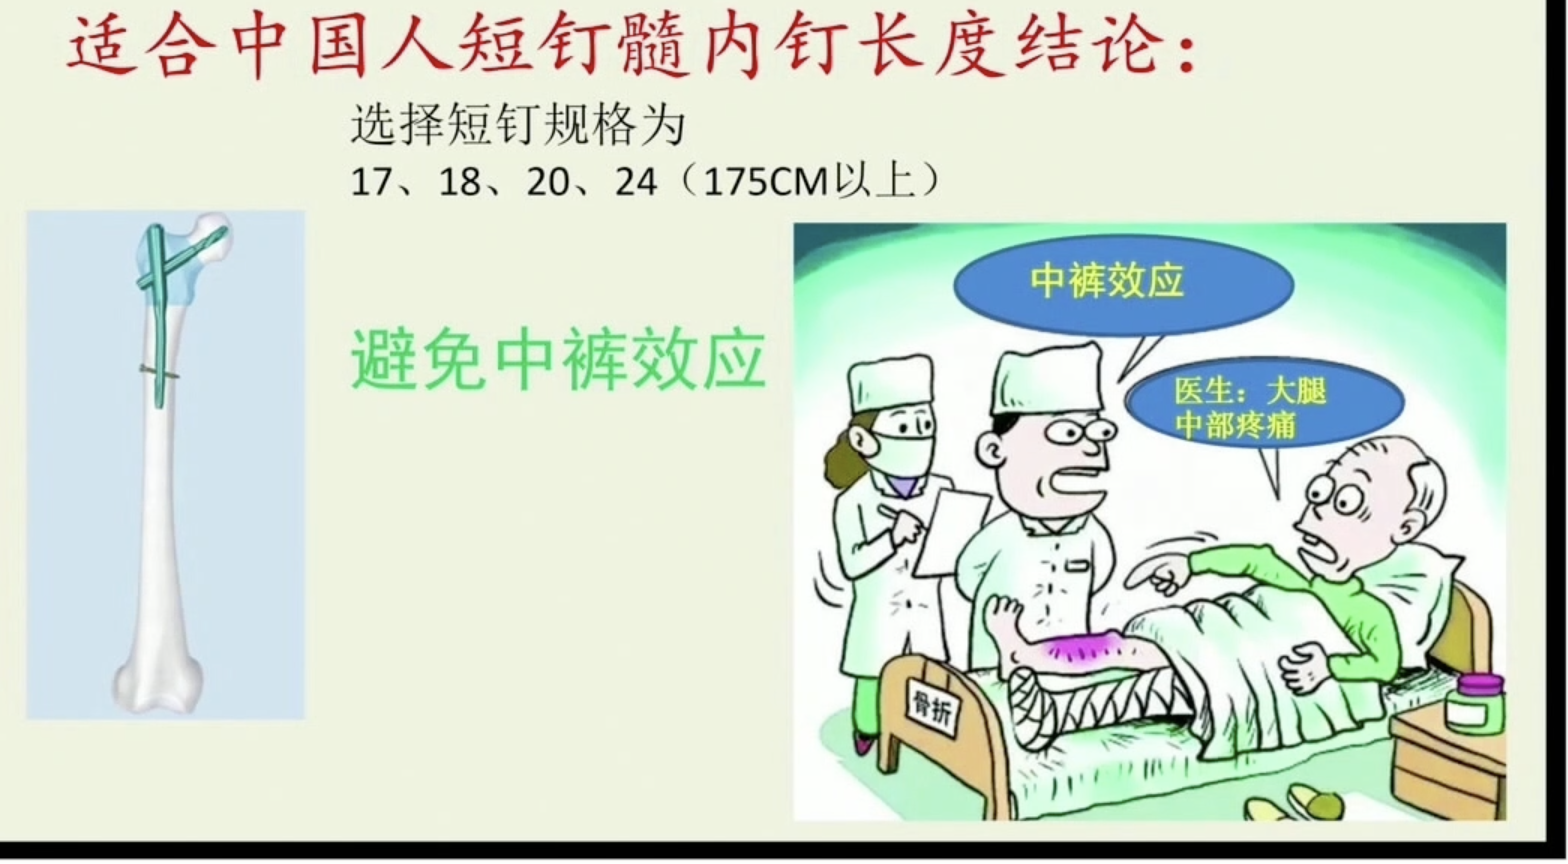 适合中国人短钉髓内钉长度结论：
选择短钉规格为
17、18、20、24（175CM以上）
避免中裤效应
中裤效应
医生：大腿
中部疼痛
骨折